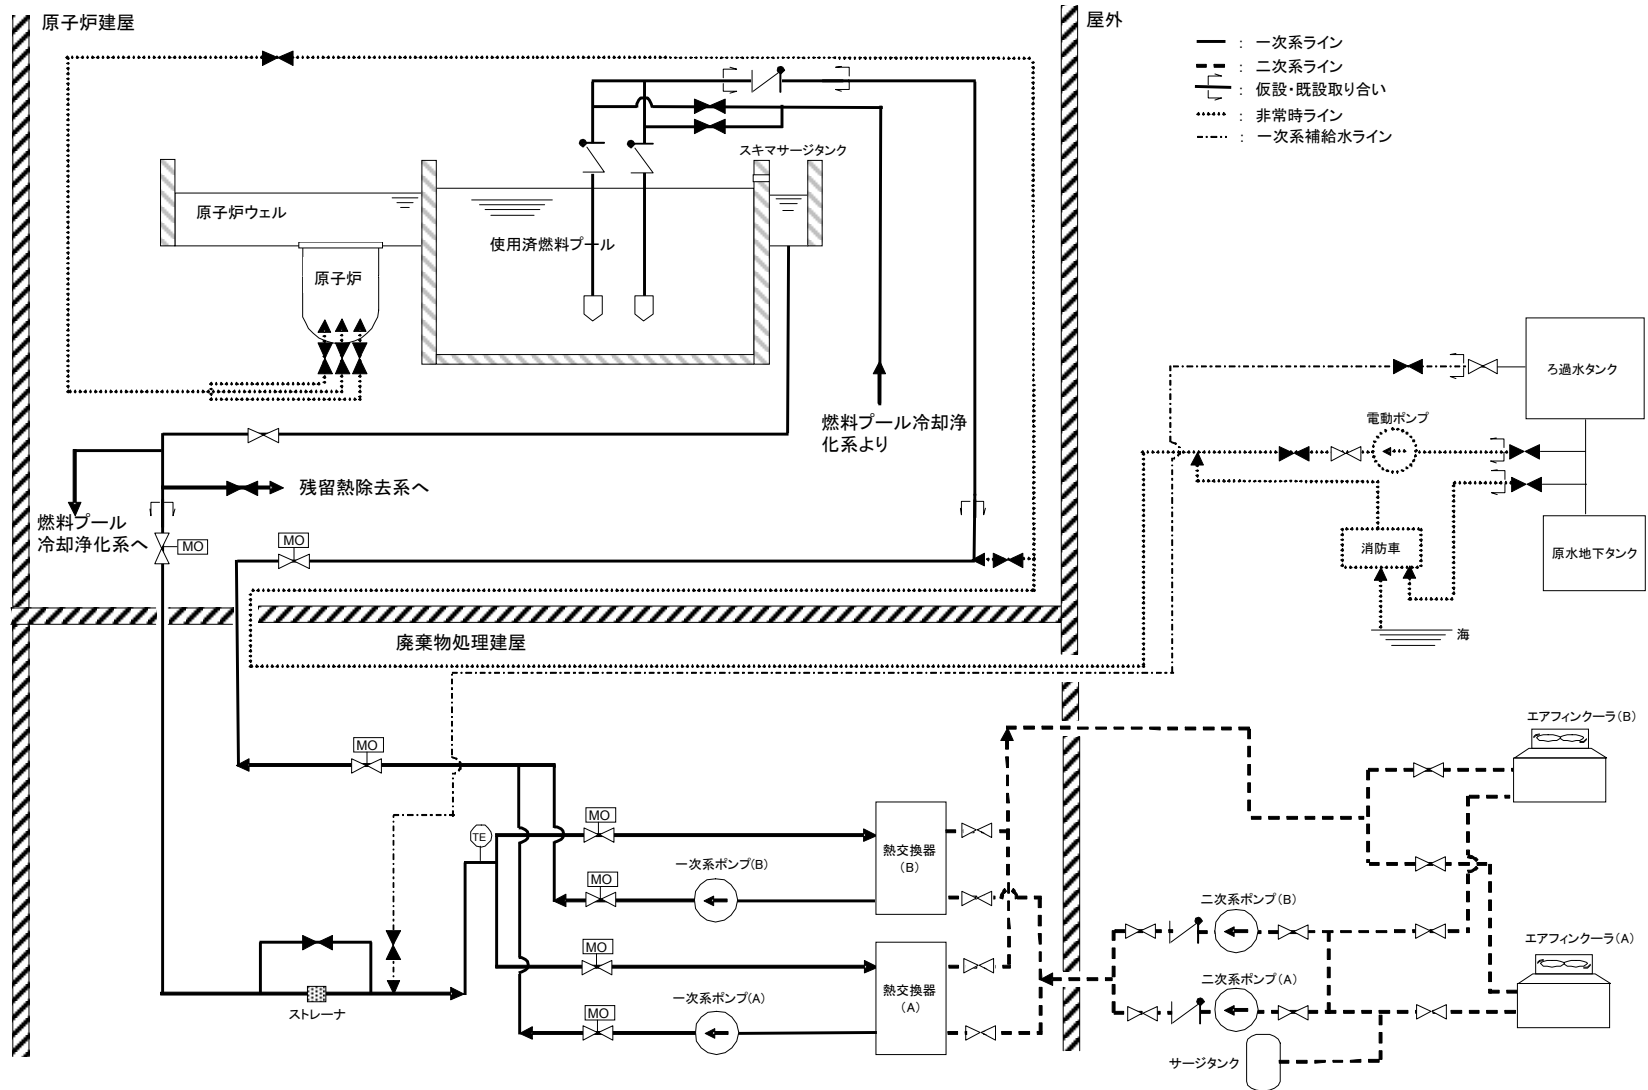 原子炉建屋
屋外
: 一次系ライン
: 二次系ライン
: 仮設・既設取り合い
: 非常時ライン
: 一次系補給水ライン
スキマサージタンク
原子炉ウェル
使用済燃料プール
原子炉
燃料プール冷却浄
化系より
ろ過水タンク
電動ポンプ
消防車
原水地下タンク
海
残留熱除去系へ
燃料プール
冷却浄化系へ
MO
MO
廃棄物処理建屋
MO
TE
MO
MO
MO
MO
一次系ポンプ(B)
一次系ポンプ(A)
熱交換器
(B)
熱交換器
(A)
ストレーナ
エアフィンクーラ(B)
エアフィンクーラ(A)
二次系ポンプ(B)
二次系ポンプ(A)
サージタンク